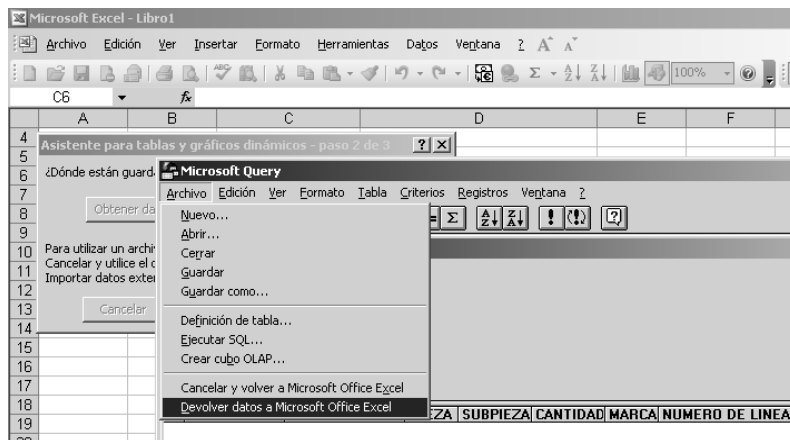 Microsoft Excel - Libro1
Archivo Edición Ver Insertar Formato Herramientas Datos Ventana ?
100%
C6 fx
A B C D E F
4
5
6
7
8
9
10
11
12
13
14
15
16
17
18
19
Asistente para tablas y gráficos dinámicos - paso 2 de 3
¿Dónde están
Obtener
Para utilizar un
Cancelar y utilice el
Importar datos
Cancelar
Microsoft Query
Archivo Edición Ver Formato Tabla Criterios Registros Ventana ?
Nuevo...
Abrir...
Cerrar
Guardar
Guardar como...
Definición de tabla...
Ejecutar SQL...
Crear cubo OLAP...
Cancelar y volver a Microsoft Office Excel
Devolver datos a Microsoft Office Excel
EZA SUBPIEZA CANTIDAD MARCA NUMERO DE LINEA